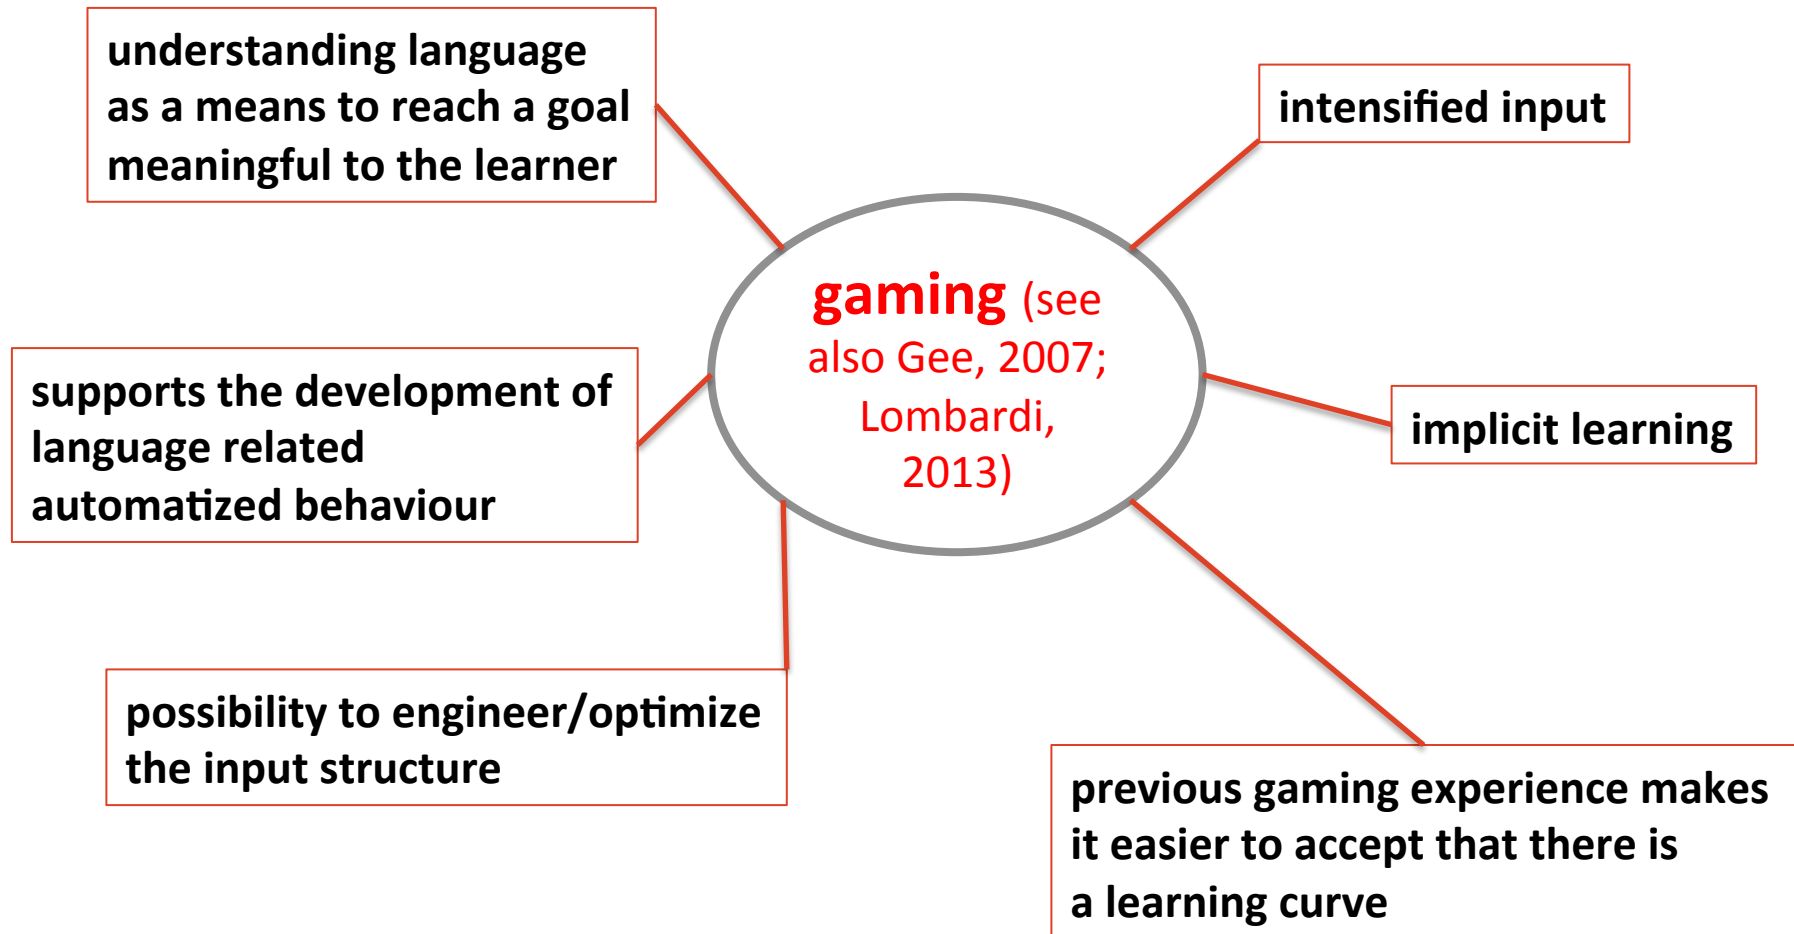 understanding language
as a means to reach a goal
meaningful to the learner
intensified input
gaming (see
also Gee, 2007;
Lombardi,
2013)
supports the development of
language related
automatized behaviour
implicit learning
possibility to engineer/optimize
the input structure
previous gaming experience makes
it easier to accept that there is
a learning curve